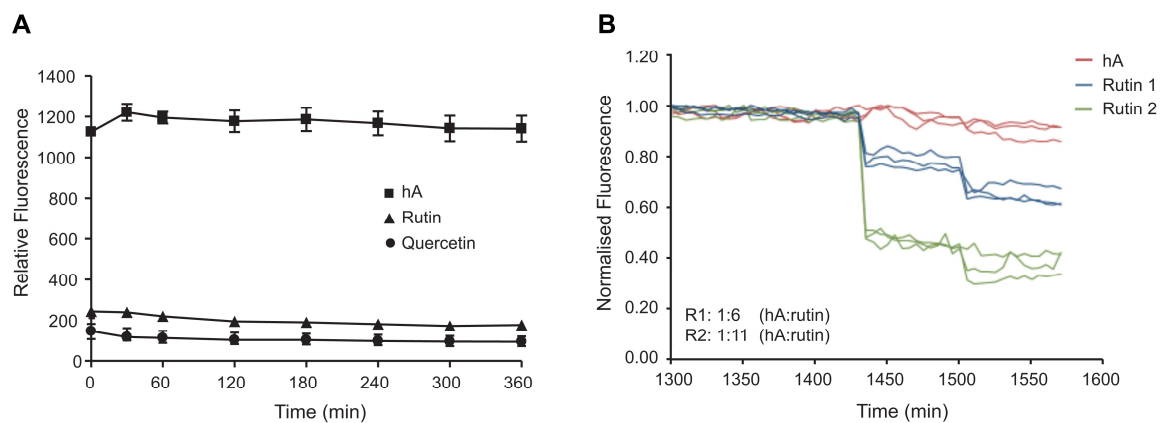 A
Relative Fluorescence
1400
1200
1000
800
600
400
200
0
0 60 120 180 240 300 360
Time (min)
hA
Rutin
Quercetin
B
Normalised Fluorescence
1.20
1.00
0.80
0.60
0.40
0.20
0.00
1300 1350 1400 1450 1500 1550 1600
Time (min)
hA
Rutin 1
Rutin 2
R1: 1:6 (hA:rutin)
R2: 1:11 (hA:rutin)